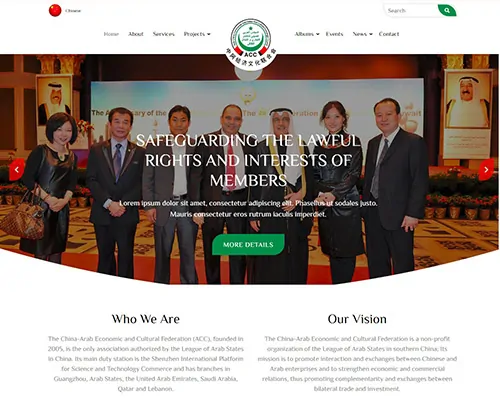 Chinese
Search
Home About Services Projects Albums Events News Contact
ACC
中阿经济文化联合会
SAFEGUARDING THE LAWFUL
RIGHTS AND INTERESTS OF
MEMBERS
Lorem ipsum dolor sit amet, consectetur adipiscing elit. Phasellus ut sodales justo.
Mauris consectetur eros rutrum iaculis imperdiet.
MORE DETAILS
Who We Are
The China-Arab Economic and Cultural Federation (ACC), founded in
2005, is the only association authorized by the League of Arab States
in China. Its main duty station is the Shenzhen International Platform
for Science and Technology Commerce and has branches in
Guangzhou, Arab States, the United Arab Emirates, Saudi Arabia,
Qatar and Lebanon.
Our Vision
The China-Arab Economic and Cultural Federation is a non-profit
organization of the League of Arab States in southern China; its
mission is to promote interaction and exchanges between Chinese and
Arab enterprises and to strengthen economic and commercial
relations, thus promoting complementarity and exchanges between
bilateral trade and investment.